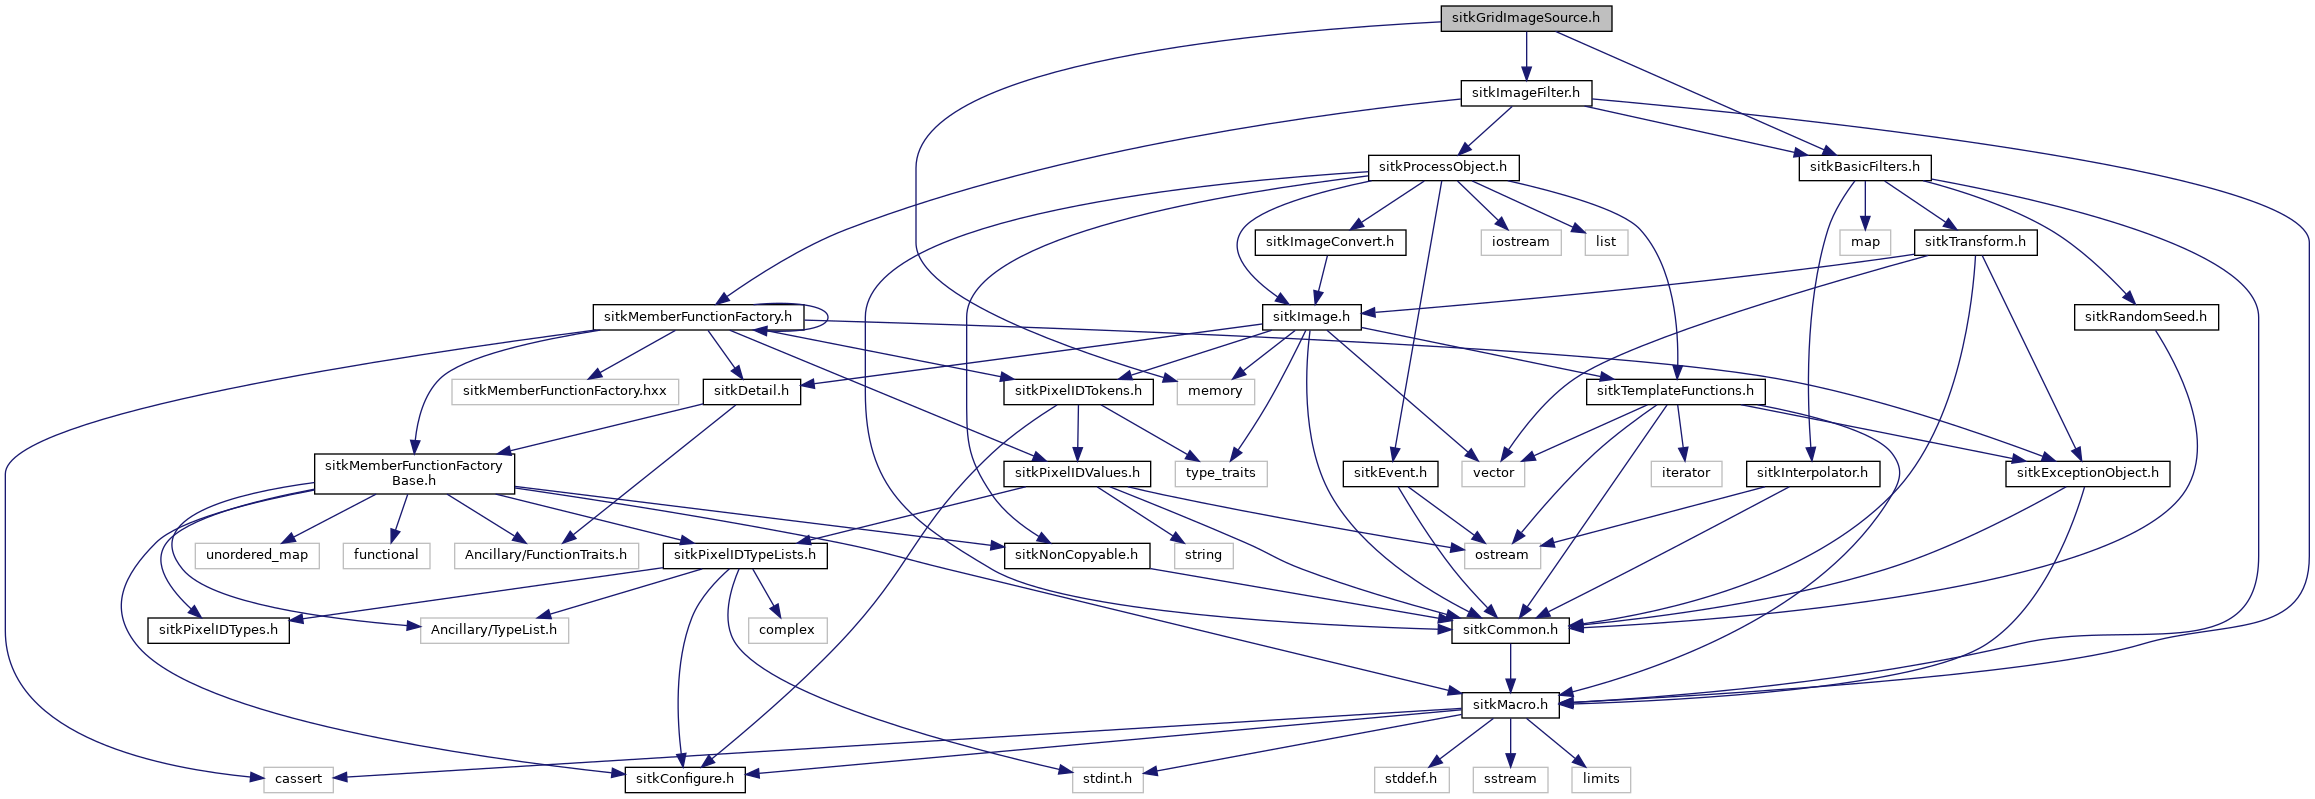 sitkGridImageSource.h
sitkImageFilter.h
sitkProcessObject.h
sitkBasicFilters.h
sitkImageConvert.h
iostream
list
map
sitkTransform.h
sitkMemberFunctionFactory.h
sitkImage.h
sitkRandomSeed.h
sitkMemberFunctionFactory.hxx
sitkDetail.h
sitkPixelIDTokens.h
memory
sitkTemplateFunctions.h
sitkMemberFunctionFactory
Base.h
sitkPixelIDValues.h
type_traits
sitkEvent.h
vector
iterator
sitkInterpolator.h
sitkExceptionObject.h
unordered_map
functional
Ancillary/FunctionTraits.h
sitkPixelIDTypeLists.h
sitkNonCopyable.h
string
ostream
sitkPixelIDTypes.h
Ancillary/TypeList.h
complex
sitkCommon.h
sitkMacro.h
cassert
sitkConfigure.h
stdint.h
stddef.h
sstream
limits